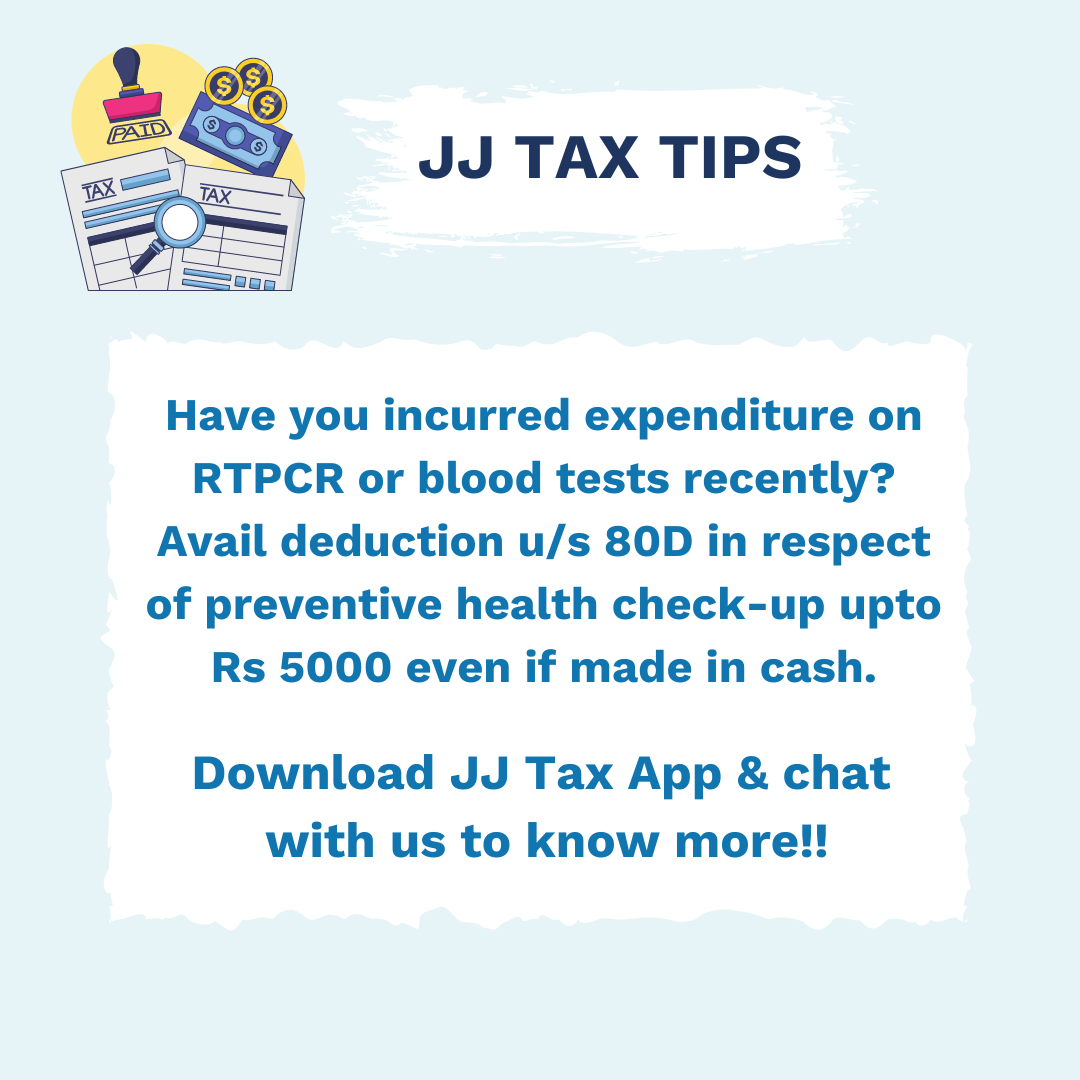 PAID
TAX
TAX
JJ TAX TIPS
Have you incurred expenditure on
RTPCR or blood tests recently?
Avail deduction u/s 80D in respect
of preventive health check-up upto
Rs 5000 even if made in cash.
Download JJ Tax App & chat
with us to know more!!